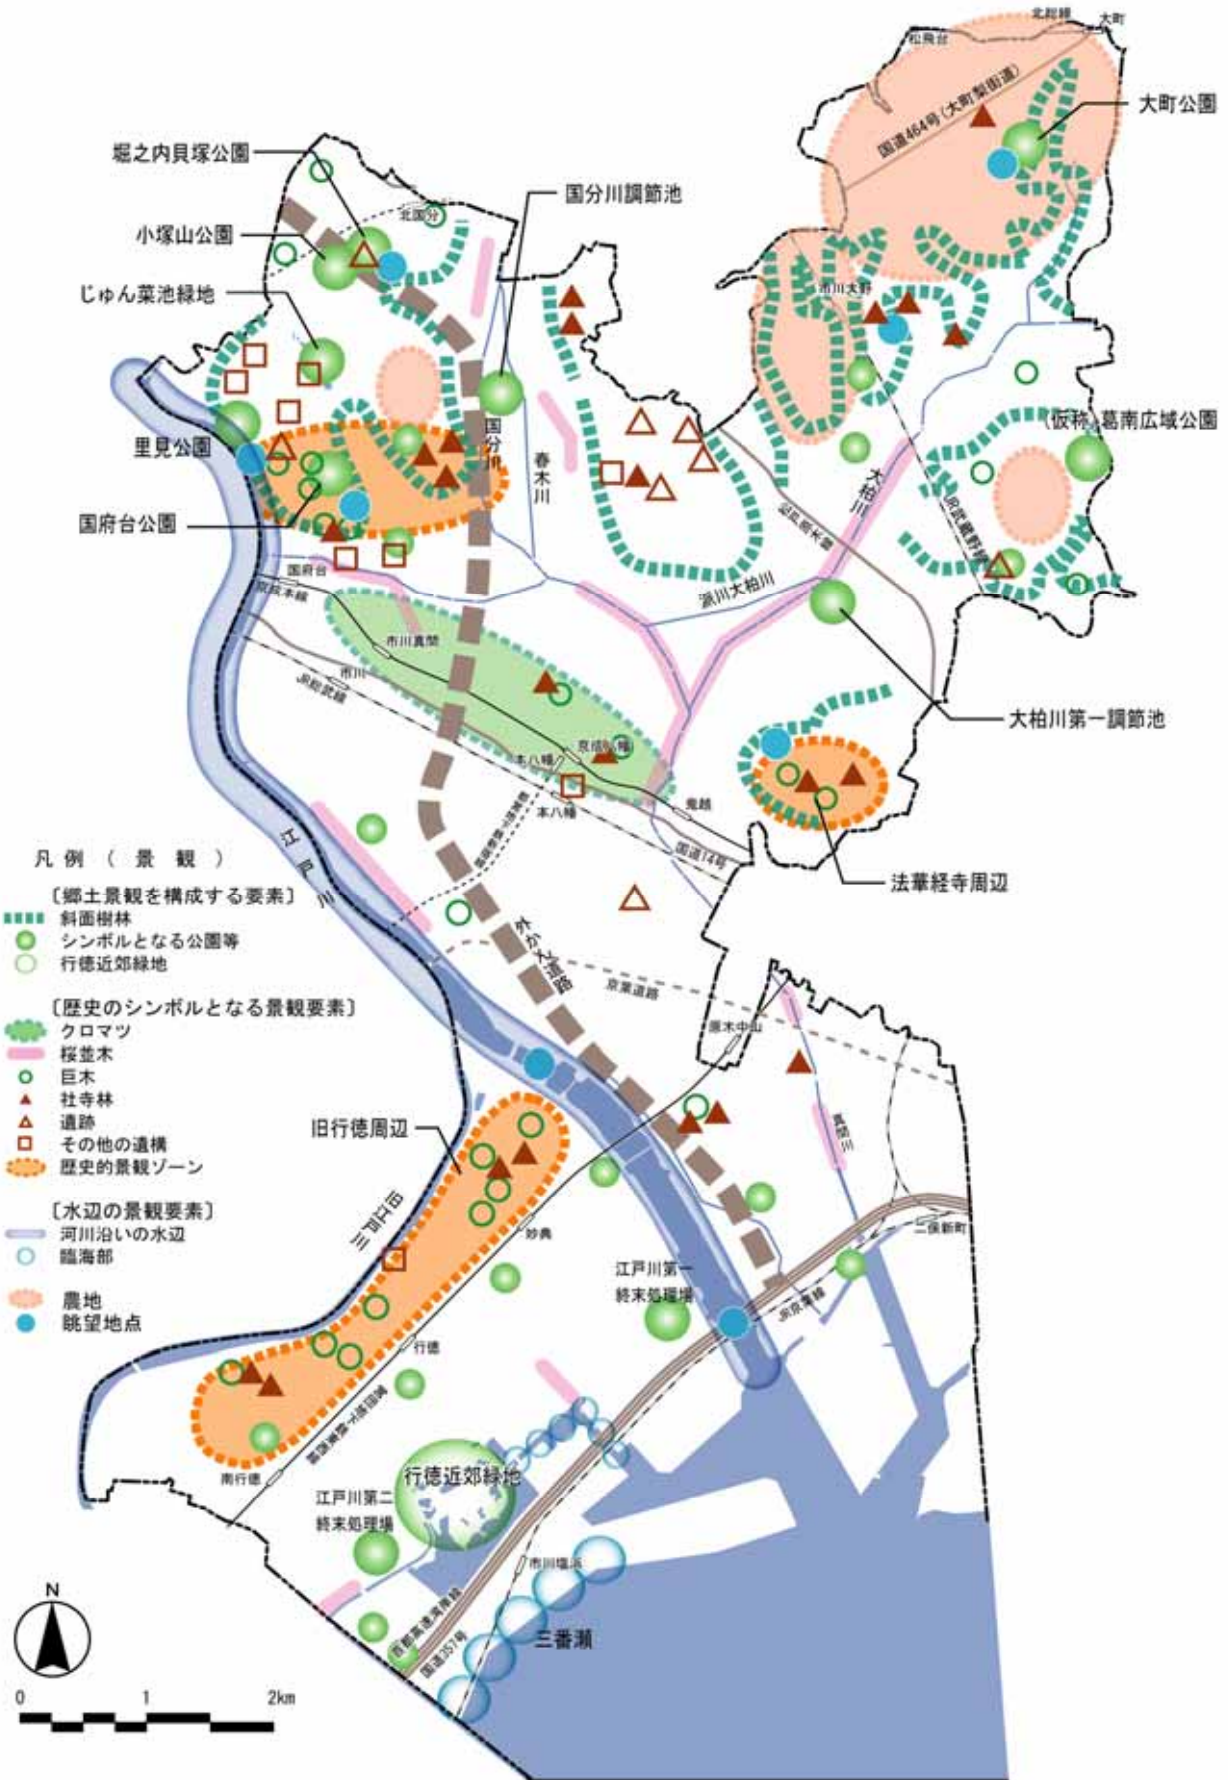 北総線
大町
松飛台
国道464号（大町梨街道）
大町公園
堀之内貝塚公園
国分川調節池
北国分
小塚山公園
じゅん菜池緑地
市川大野
(仮称)葛南広域公園
里見公園
国分川
春木川
大柏川
JR武蔵野線
国府台公園
国府台
京成本線
派川大柏川
市川真間
市川
JR総武線
大柏川第一調節池
京成八幡
本八幡
本八幡
鬼越
国道14号
法華経寺周辺
江戸川
外かく道路
京葉道路
原木中山
凡例（景観）
〔郷土景観を構成する要素〕
斜面樹林
シンボルとなる公園等
行徳近郊緑地
〔歴史のシンボルとなる景観要素〕
クロマツ
桜並木
巨木
社寺林
遺跡
その他の遺構
歴史的景観ゾーン
〔水辺の景観要素〕
河川沿いの水辺
臨海部
農地
眺望地点
旧行徳周辺
旧江戸川
真間川
妙典
二俣新町
江戸川第一
終末処理場
JR京葉線
行徳
南行徳
行徳近郊緑地
江戸川第二
終末処理場
市川塩浜
首都高速湾岸線
国道357号
三番瀬
N
0 1 2km